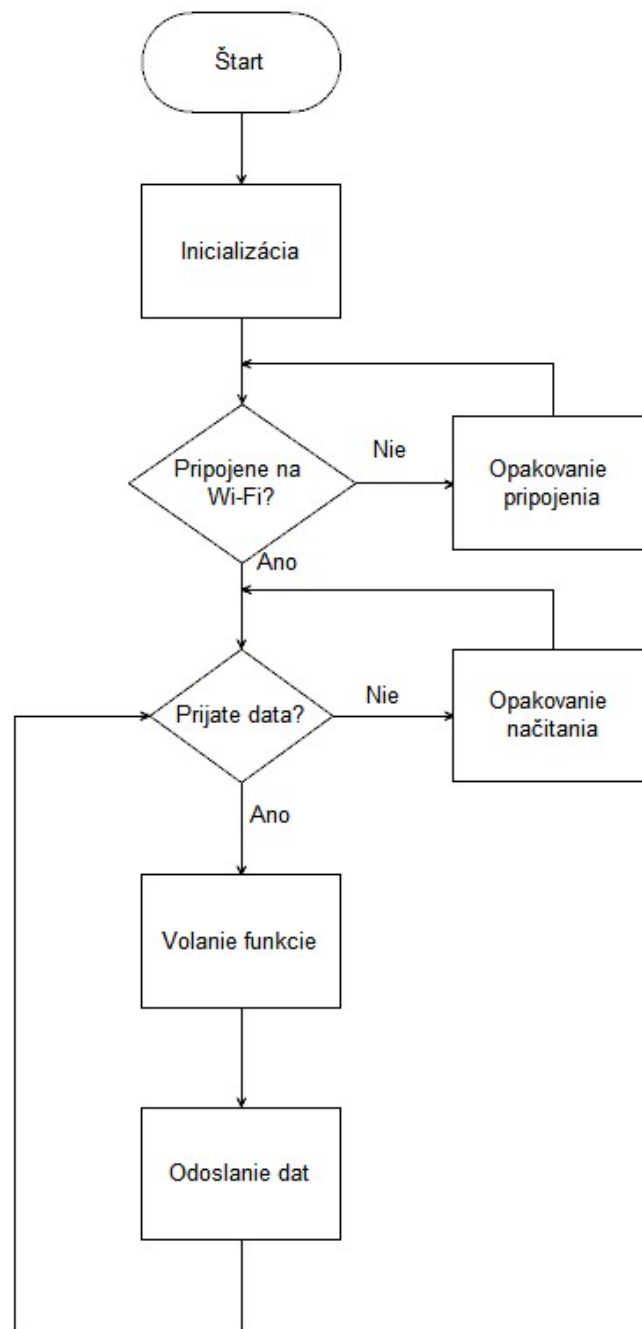 Štart
Inicializácia
Pripojene na
Wi-Fi?
Nie
Opakovanie
pripojenia
Ano
Prijate data?
Nie
Opakovanie
načitania
Ano
Volanie funkcie
Odoslanie dat